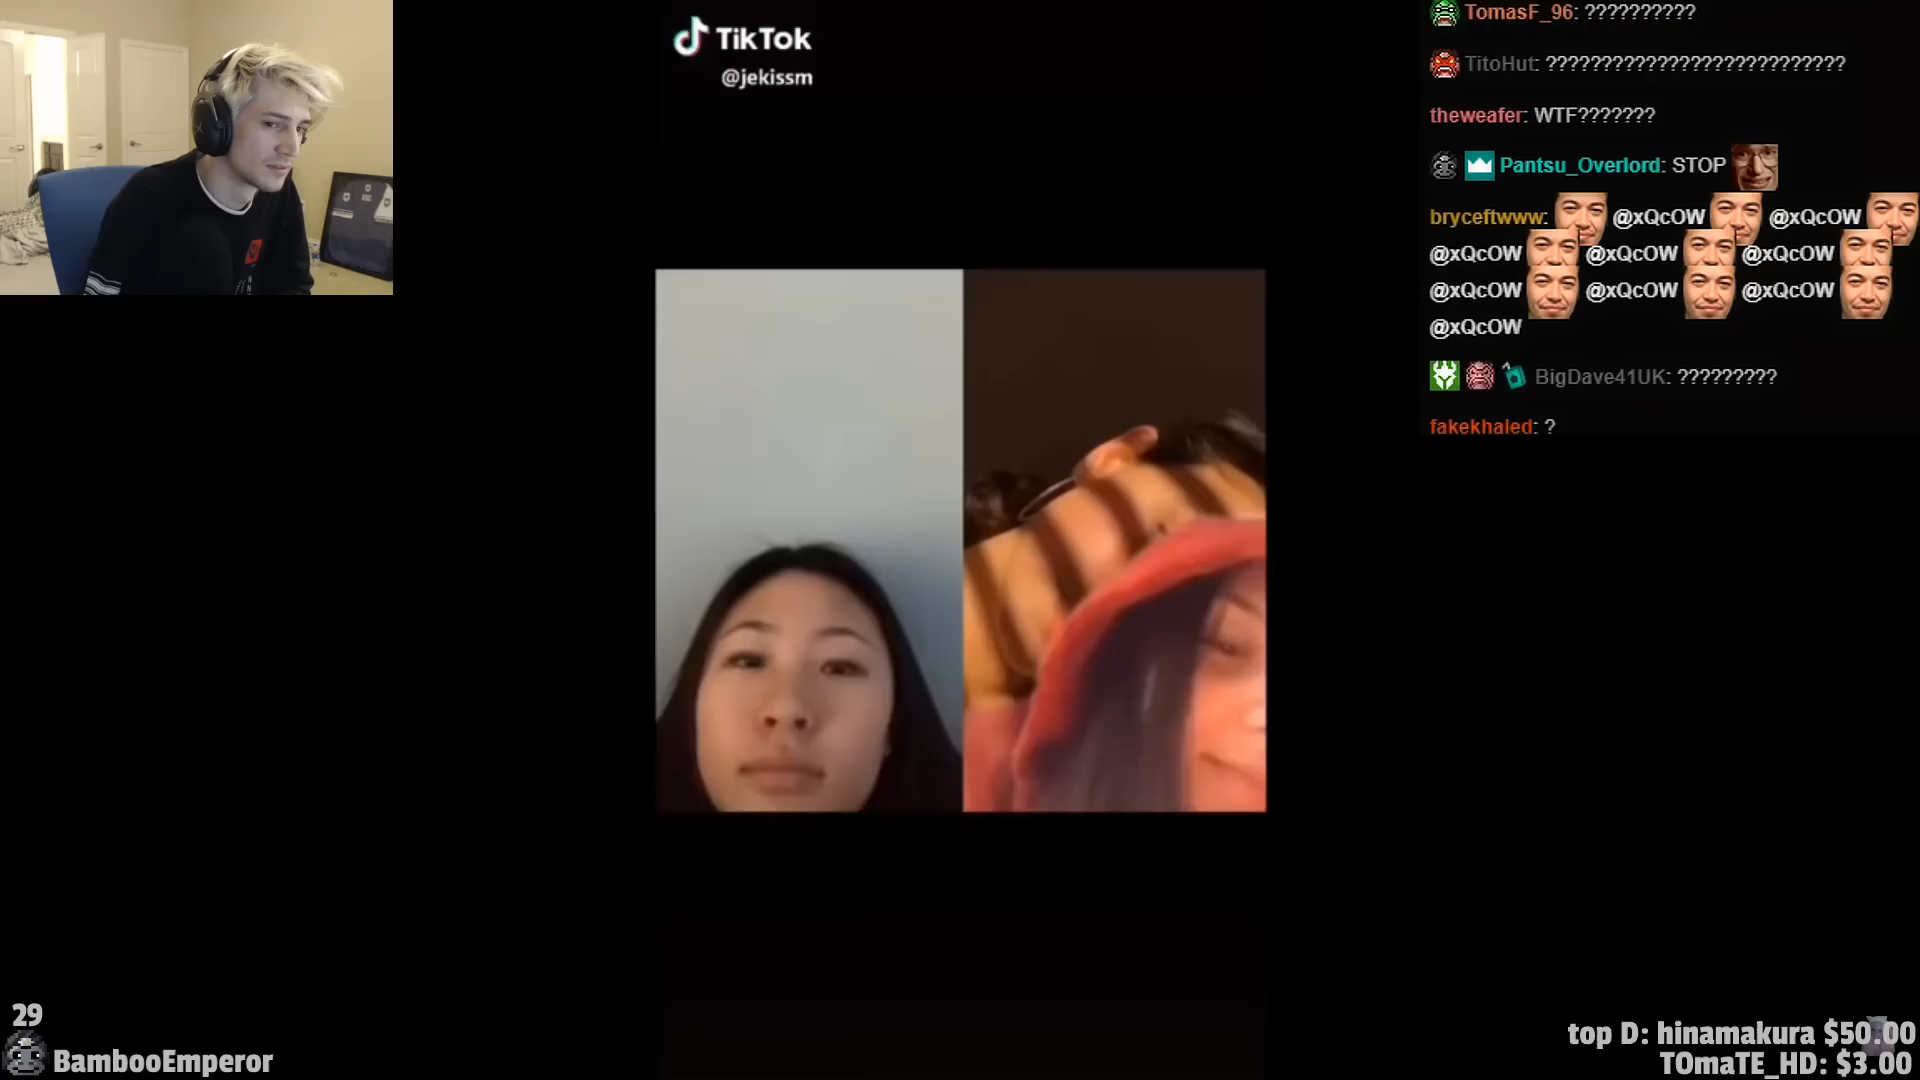 TikTok
@jekissm
TomasF_96: ??????????
TitoHut: ???????????????????????????
theweafer: WTF???????
Pantsu_Overlord: STOP
bryceftwww: @xQcOW @xQcOW
@xQcOW @xQcOW @xQcOW
@xQcOW @xQcOW @xQcOW
@xQcOW
BigDave41UK: ?????????
fakekhaled: ?
29
BambooEmperor
top D: hinamakura $50.00
TOmaTE_HD: $3.00